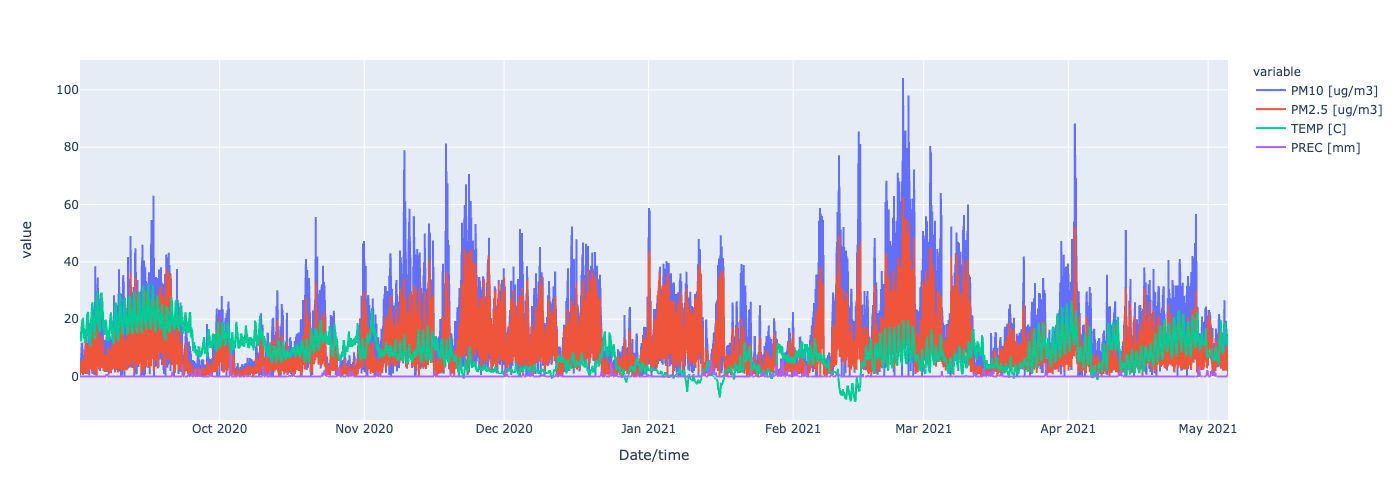 variable
PM10 [ug/m3]
PM2.5 [ug/m3]
TEMP [C]
PREC [mm]
value
100
80
60
40
20
0
Oct 2020
Nov 2020
Dec 2020
Jan 2021
Feb 2021
Mar 2021
Apr 2021
May 2021
Date/time